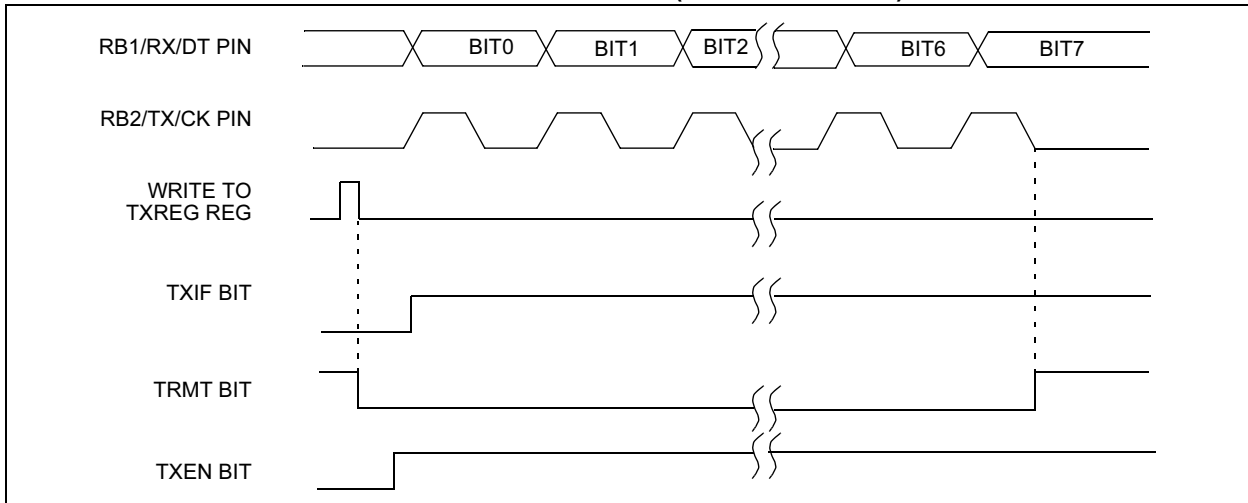 RB1/RX/DT PIN
BIT0
BIT1
BIT2
BIT6
BIT7
RB2/TX/CK PIN
WRITE TO
TXREG REG
TXIF BIT
TRMT BIT
TXEN BIT